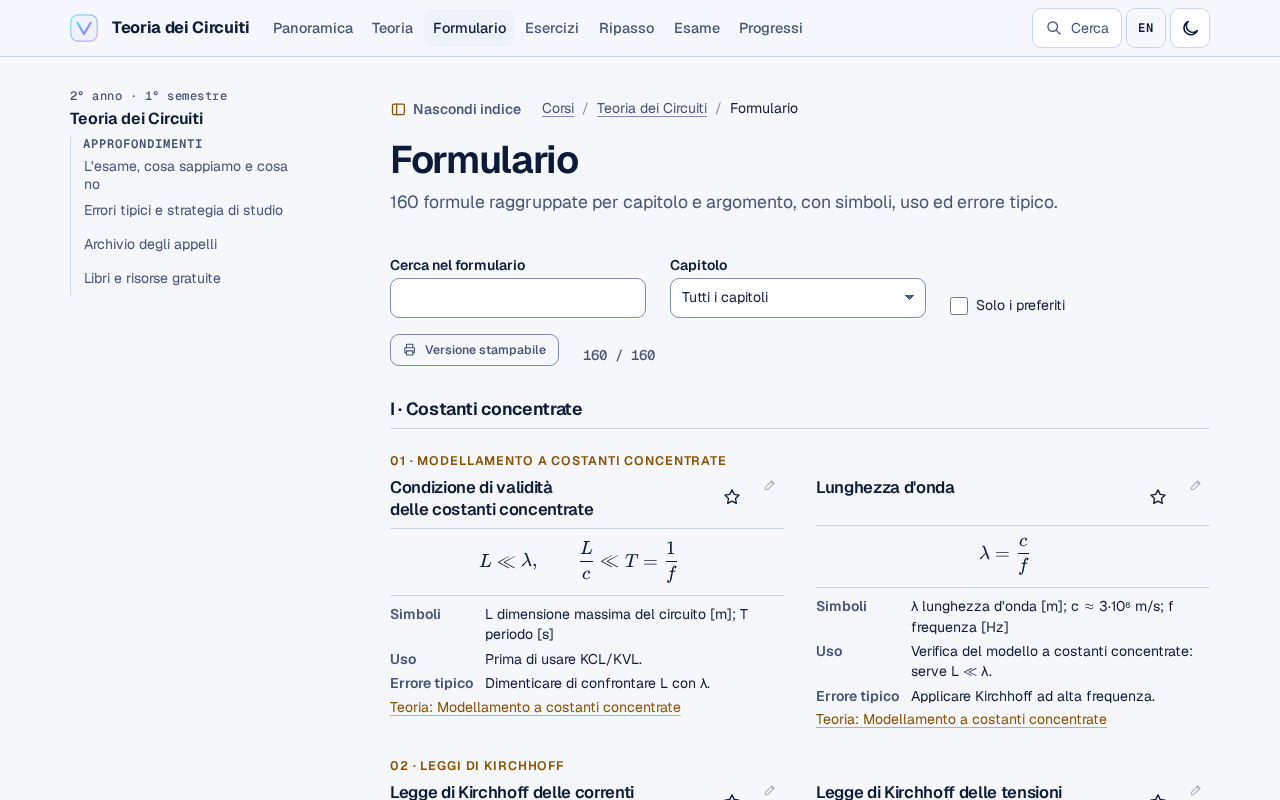 Teoria dei Circuiti
Panoramica
Teoria
Formulario
Esercizi
Ripasso
Esame
Progressi
Cerca
EN
2º anno · 1º semestre
Teoria dei Circuiti
APPROFONDIMENTI
L'esame, cosa sappiamo e cosa
no
Errori tipici e strategia di studio
Archivio degli appelli
Libri e risorse gratuite
Nascondi indice
Corsi / Teoria dei Circuiti / Formulario
Formulario
160 formule raggruppate per capitolo e argomento, con simboli, uso ed errore tipico.
Cerca nel formulario
Capitolo
Tutti i capitoli
Solo i preferiti
Versione stampabile
160 / 160
I · Costanti concentrate
01 · MODELLAMENTO A COSTANTI CONCENTRATE
Condizione di validità
delle costanti concentrate
L ≪ λ, L/c ≪ T = 1/f
Simboli
L dimensione massima del circuito [m]; T
periodo [s]
Uso
Prima di usare KCL/KVL.
Errore tipico
Dimenticare di confrontare L con λ.
Teoria: Modellamento a costanti concentrate
Lunghezza d'onda
λ = c/f
Simboli
λ lunghezza d'onda [m]; c ≈ 3·10⁸ m/s; f
frequenza [Hz]
Uso
Verifica del modello a costanti concentrate:
serve L ≪ λ.
Errore tipico
Applicare Kirchhoff ad alta frequenza.
Teoria: Modellamento a costanti concentrate
02 · LEGGI DI KIRCHHOFF
Legge di Kirchhoff delle correnti
Legge di Kirchhoff delle tensioni